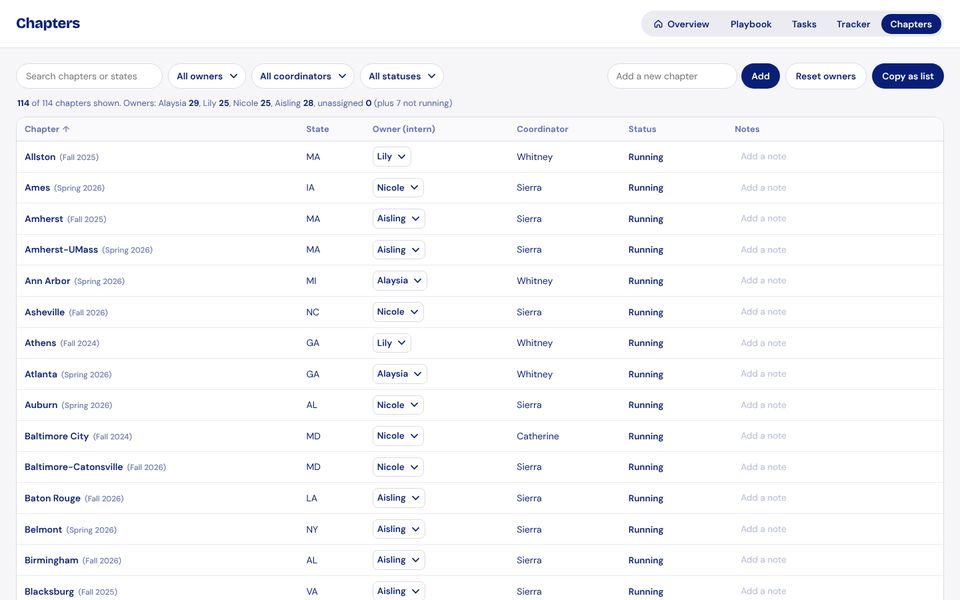 Chapters
Overview Playbook Tasks Tracker Chapters
Search chapters or states All owners All coordinators All statuses Add a new chapter Add Reset owners Copy as list
114 of 114 chapters shown. Owners: Alaysia 29, Lily 25, Nicole 25, Aisling 28, unassigned 0 (plus 7 not running)
Chapter ↑ State Owner (intern) Coordinator Status Notes
Allston (Fall 2025) MA Lily Whitney Running Add a note
Ames (Spring 2026) IA Nicole Sierra Running Add a note
Amherst (Fall 2025) MA Aisling Sierra Running Add a note
Amherst-UMass (Spring 2026) MA Aisling Sierra Running Add a note
Ann Arbor (Spring 2026) MI Alaysia Whitney Running Add a note
Asheville (Fall 2026) NC Nicole Sierra Running Add a note
Athens (Fall 2024) GA Lily Whitney Running Add a note
Atlanta (Spring 2026) GA Alaysia Whitney Running Add a note
Auburn (Spring 2026) AL Nicole Sierra Running Add a note
Baltimore City (Fall 2024) MD Nicole Catherine Running Add a note
Baltimore-Catonsville (Fall 2026) MD Nicole Sierra Running Add a note
Baton Rouge (Fall 2026) LA Aisling Sierra Running Add a note
Belmont (Spring 2026) NY Aisling Sierra Running Add a note
Birmingham (Fall 2026) AL Aisling Sierra Running Add a note
Blacksburg (Fall 2025) VA Aisling Sierra Running Add a note